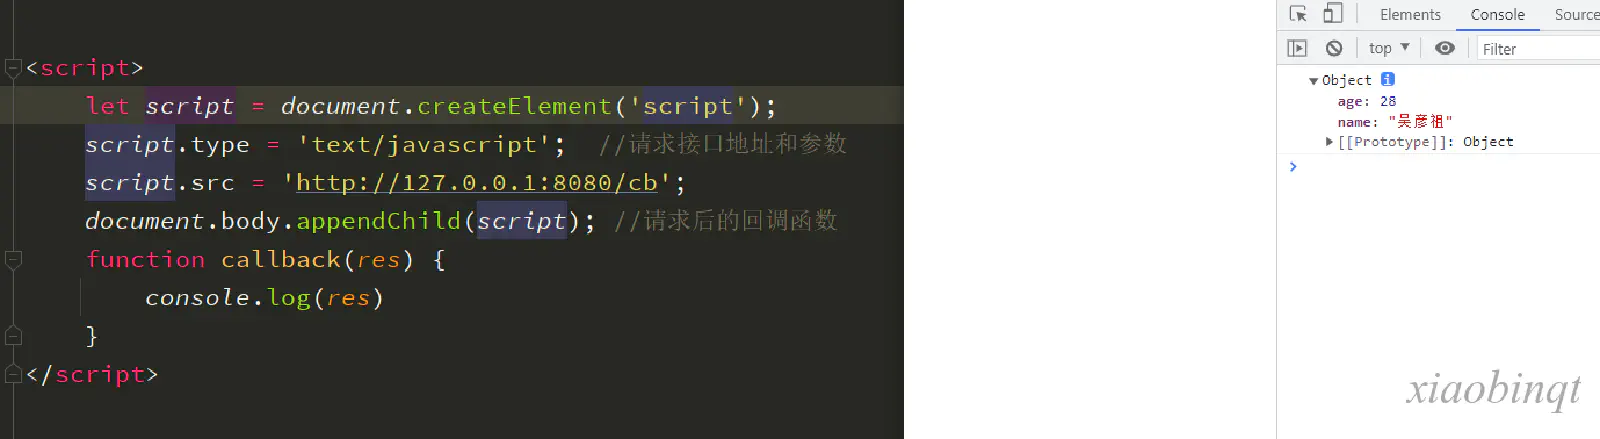 <script>
let script = document.createElement('script');
script.type = 'text/javascript';  //请求接口地址和参数
script.src = 'http://127.0.0.1:8080/cb';
document.body.appendChild(script); //请求后的回调函数
function callback(res) {
console.log(res)
}
</script>
Elements Console Source
top Filter
Object i
age: 28
name: "吴彦祖"
[[Prototype]]: Object
xiaobinqt